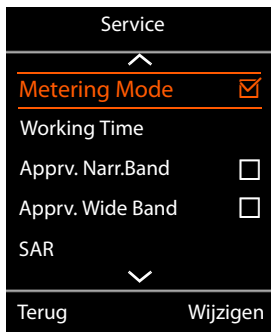 Service
Metering Mode
Working Time
Apprv. Narr.Band
Apprv. Wide Band
SAR
Terug Wijzigen